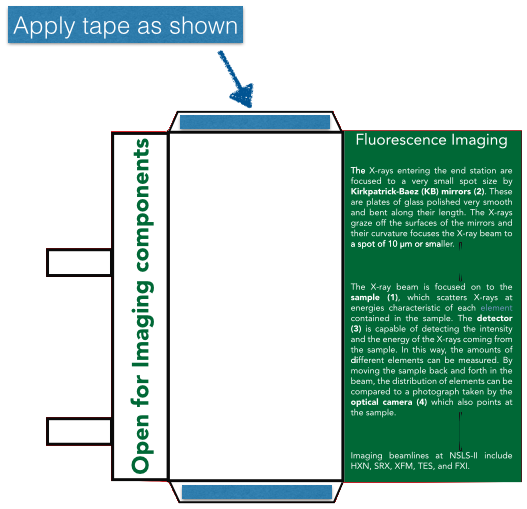 Apply tape as shown
Open for Imaging components
Fluorescence Imaging
The X-rays entering the end station are
focused to a very small spot size by
Kirkpatrick-Baez (KB) mirrors (2). These
are plates of glass polished very smooth
and bent along their length. The X-rays
graze off the surfaces of the mirrors and
their curvature focuses the X-ray beam to
a spot of 10 µm or smaller.
The X-ray beam is focused on to the
sample (1), which scatters X-rays at
energies characteristic of each element
contained in the sample. The detector
(3) is capable of detecting the intensity
and the energy of the X-rays coming from
the sample. In this way, the amounts of
different elements can be measured. By
moving the sample back and forth in the
beam, the distribution of elements can be
compared to a photograph taken by the
optical camera (4) which also points at
the sample.
Imaging beamlines at NSLS-II include
HXN, SRX, XFM, TES, and FXI.